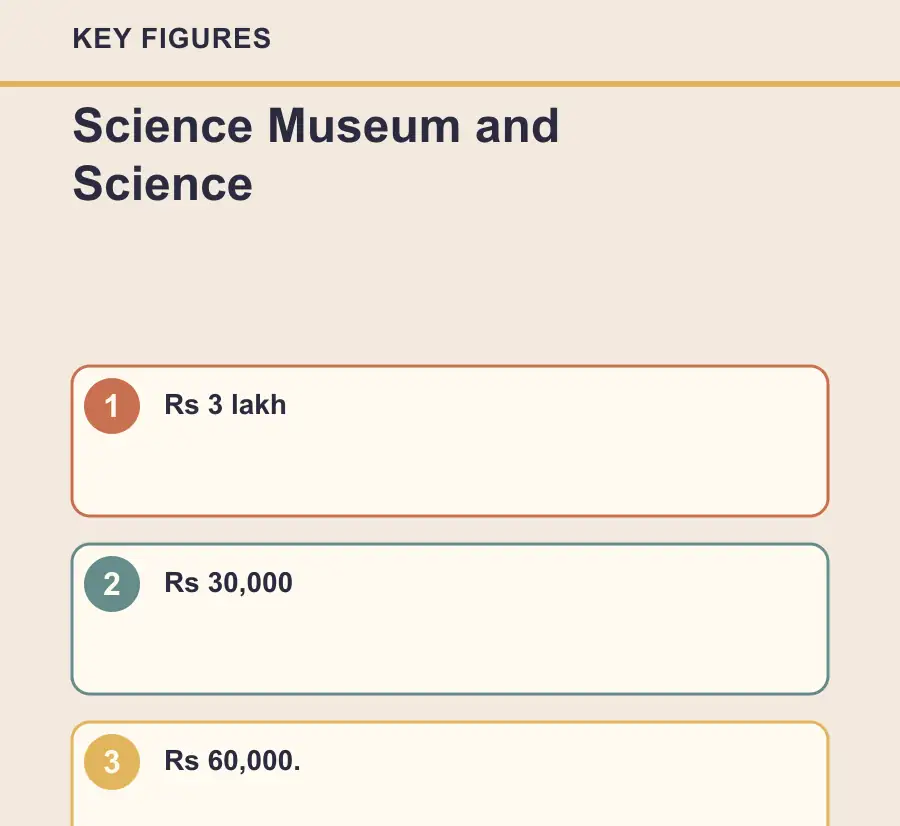 KEY FIGURES
Science Museum and
Science
1
Rs 3 lakh
2
Rs 30,000
3
Rs 60,000.